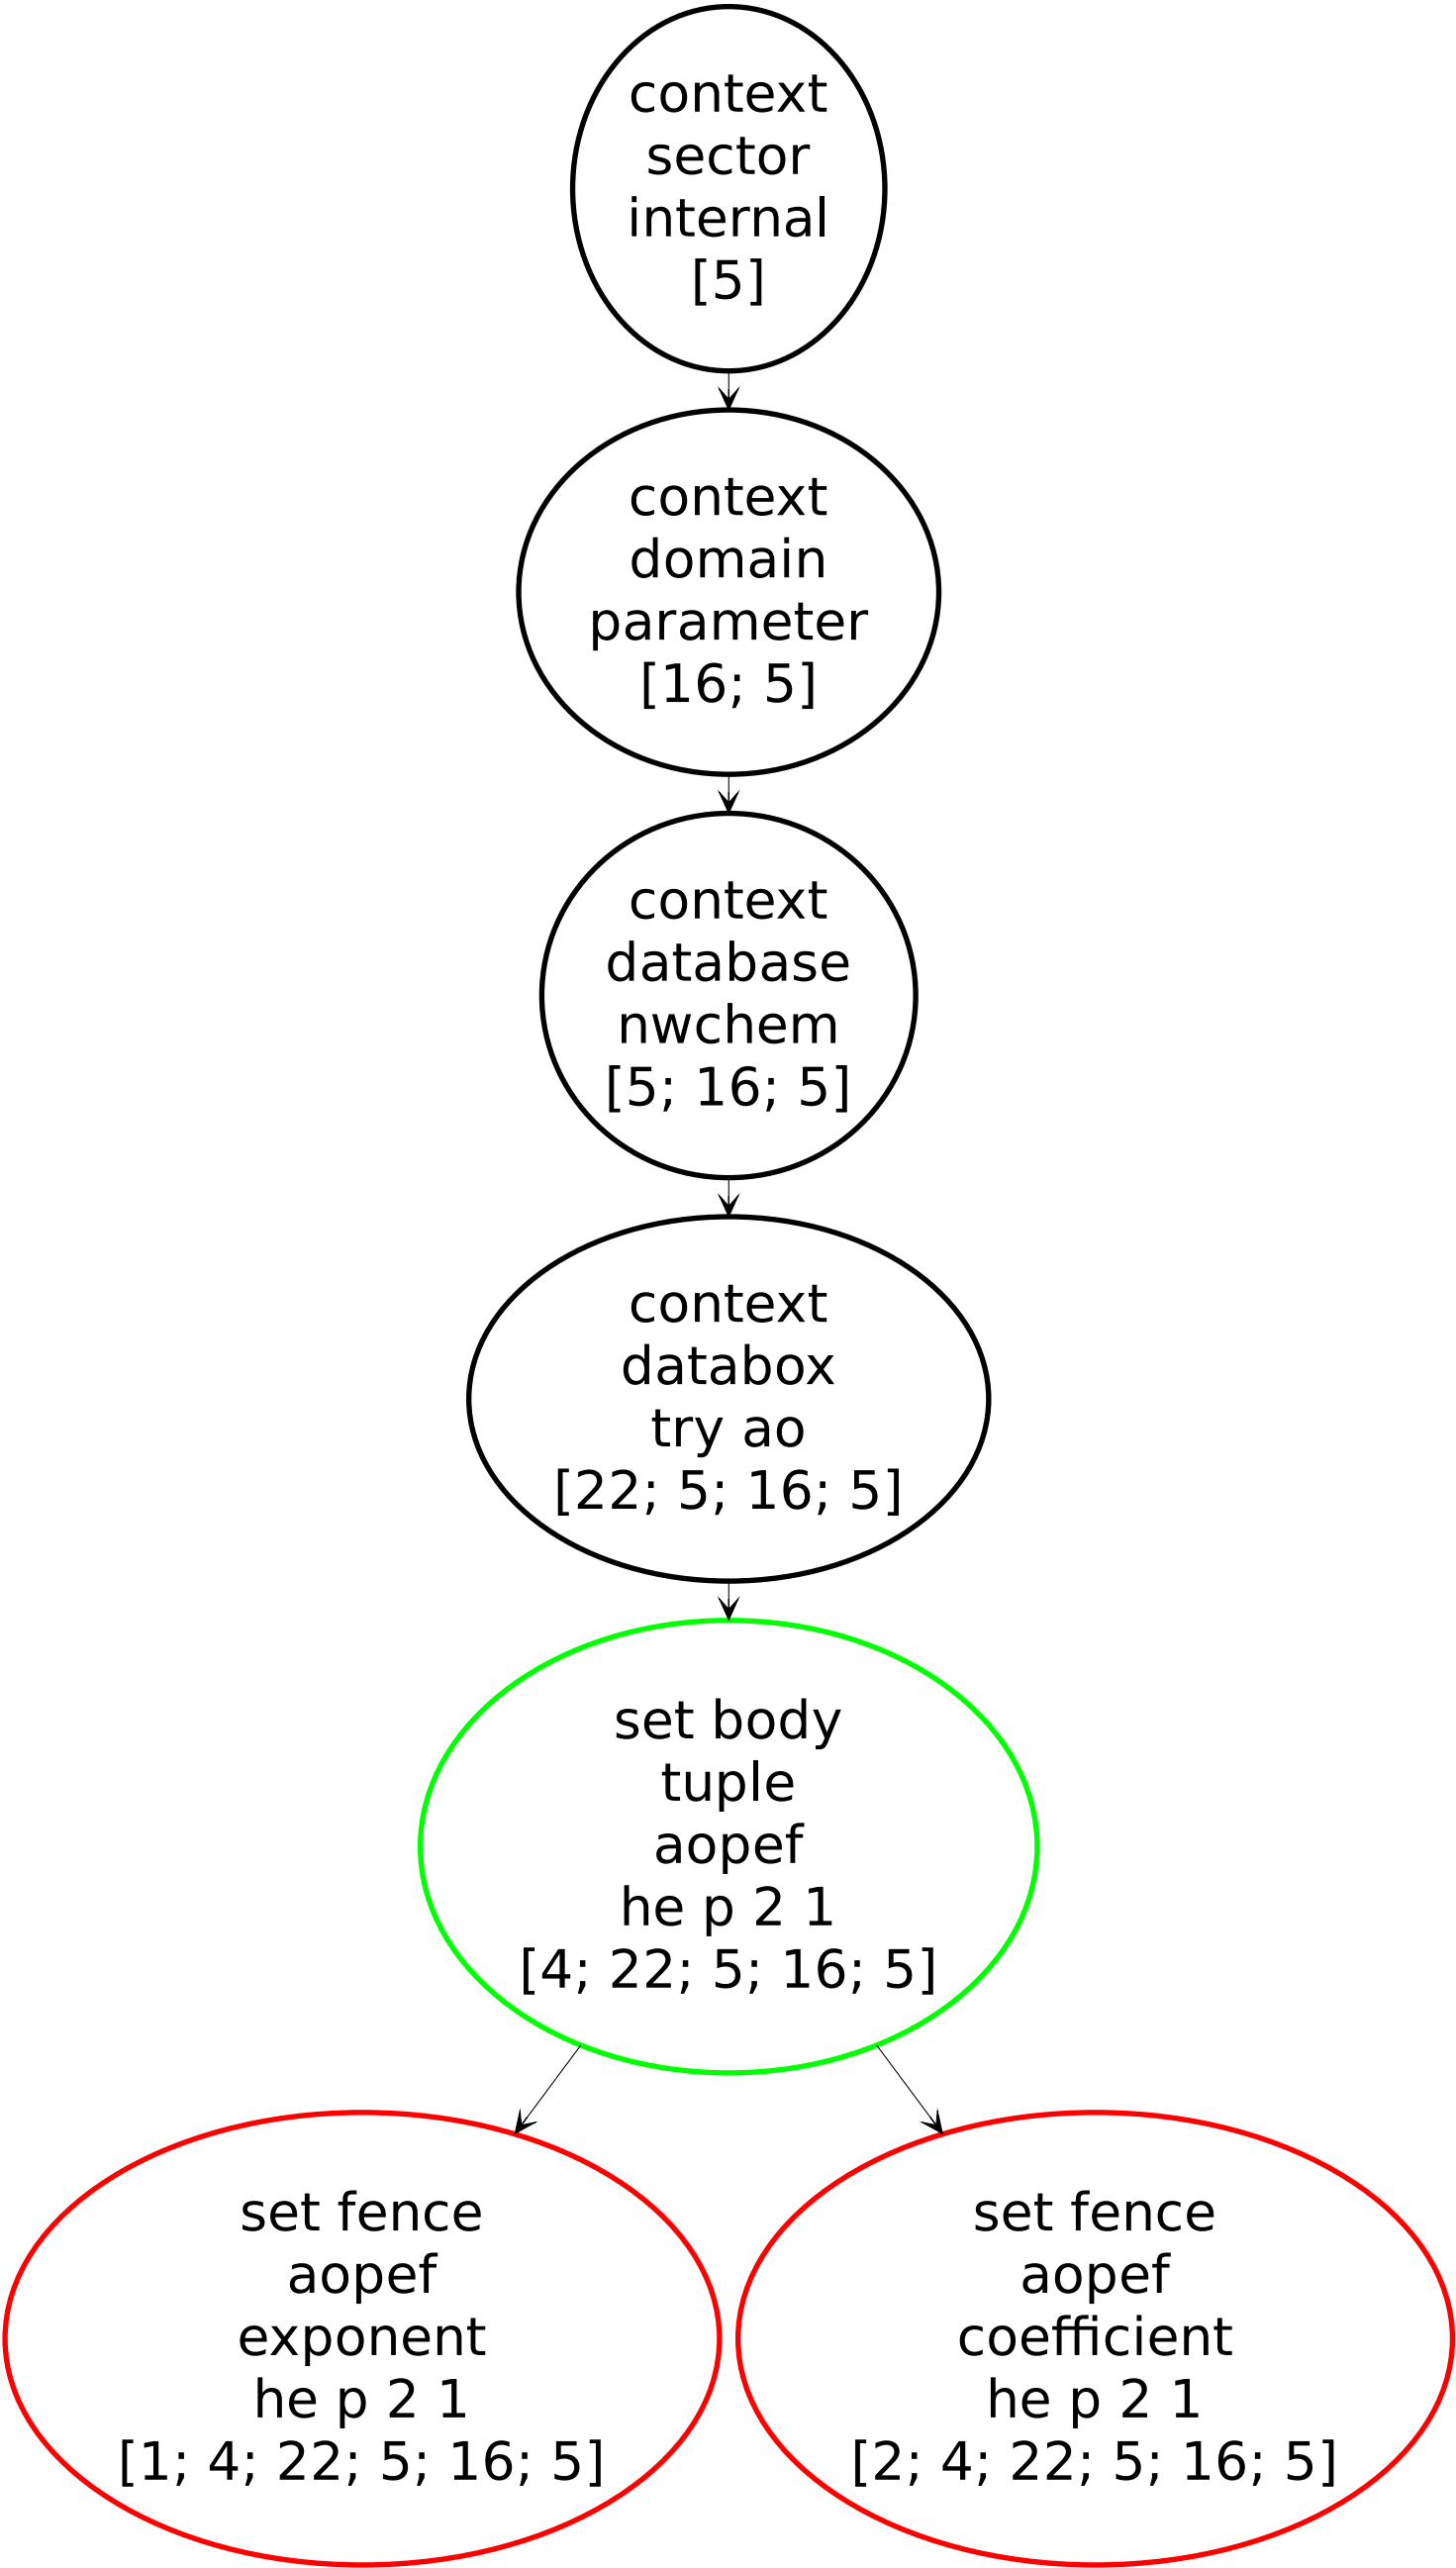 context
sector
internal
[5]
context
domain
parameter
[16; 5]
context
database
nwchem
[5; 16; 5]
context
databox
try ao
[22; 5; 16; 5]
set body
tuple
aopef
he p 2 1
[4; 22; 5; 16; 5]
set fence
aopef
exponent
he p 2 1
[1; 4; 22; 5; 16; 5]
set fence
aopef
coefficient
he p 2 1
[2; 4; 22; 5; 16; 5]